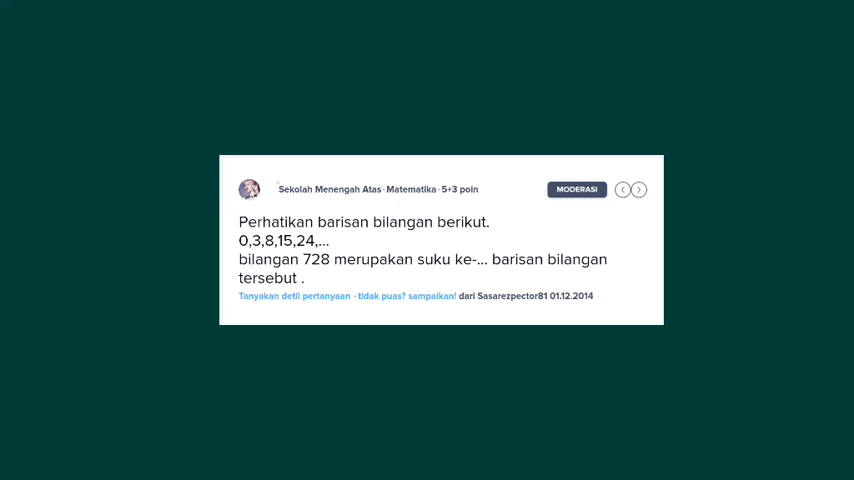 Sekolah Menengah Atas · Matematika · 5+3 poin
MODERASI
Perhatikan barisan bilangan berikut.
0,3,8,15,24,...
bilangan 728 merupakan suku ke-... barisan bilangan
tersebut .
Tanyakan detil pertanyaan · tidak puas? sampaikan! dari Sasarezpector81 01.12.2014